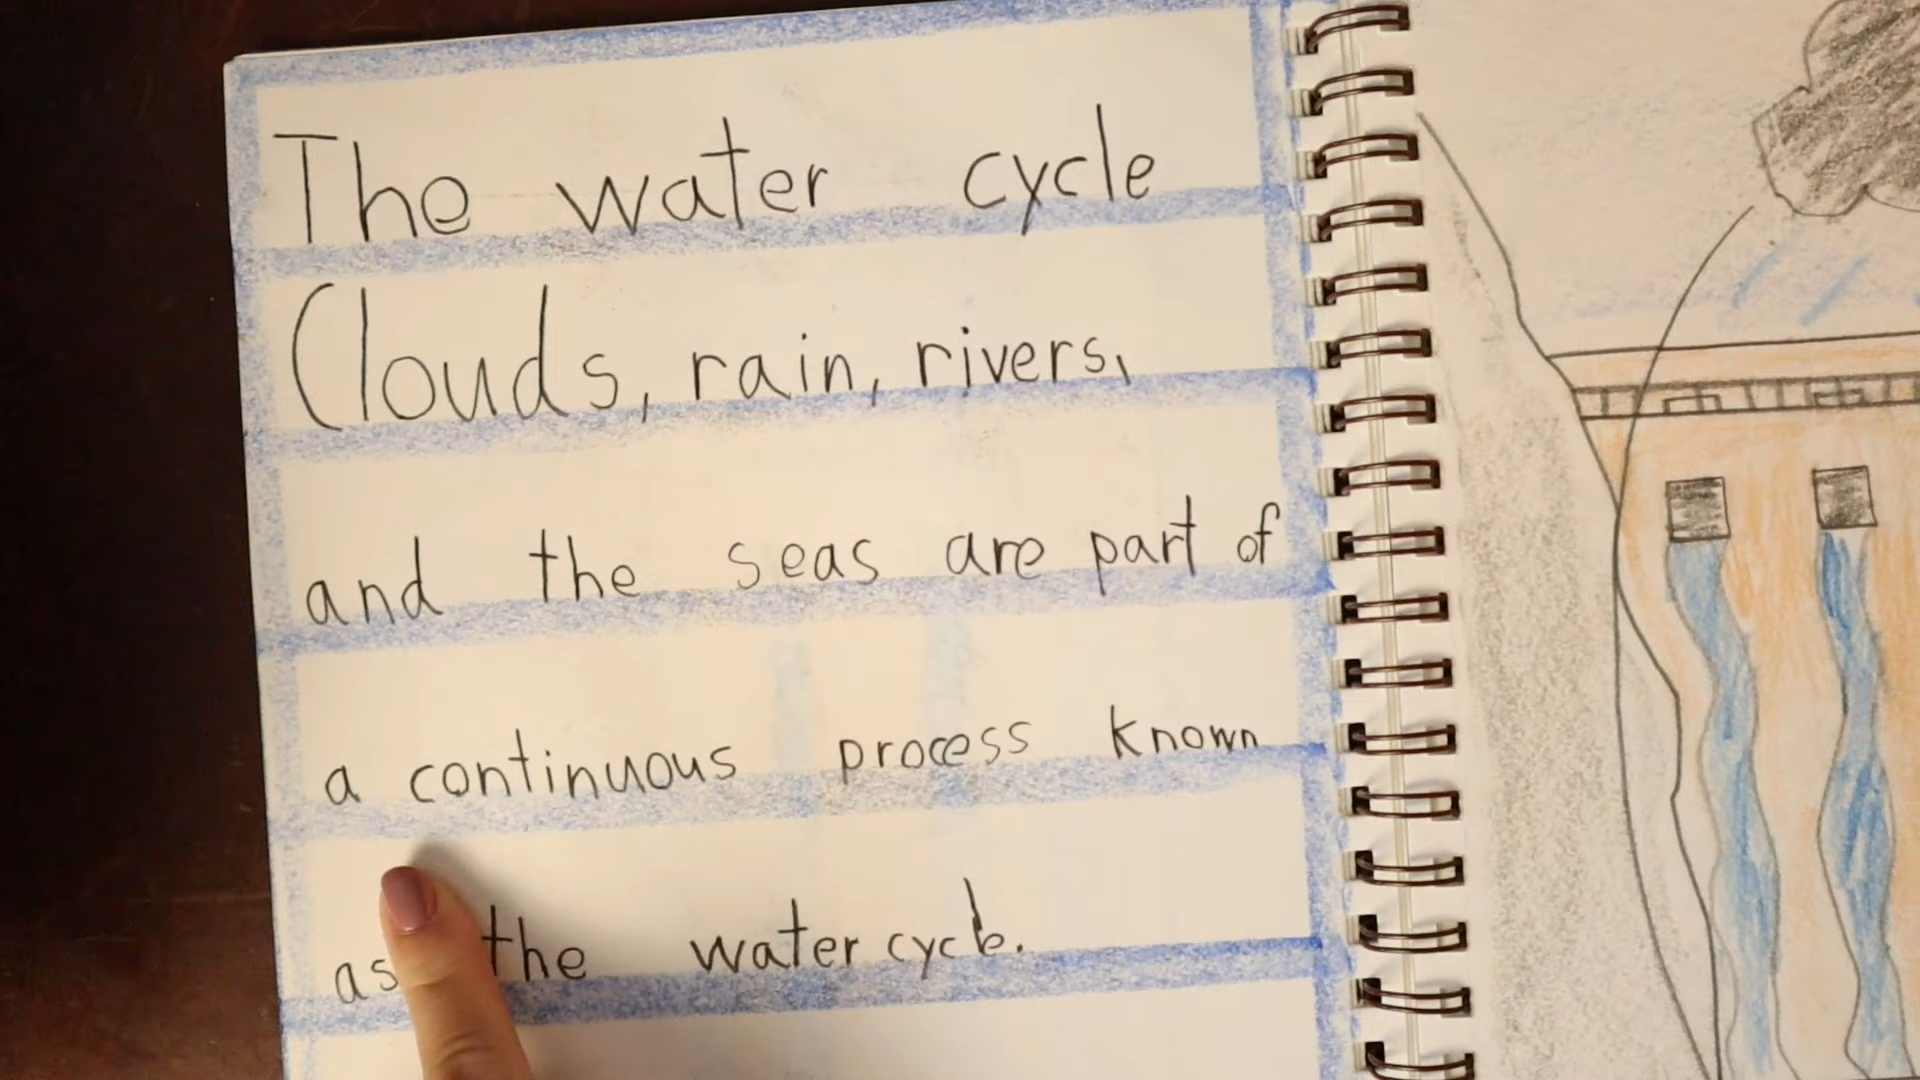 The water cycle
Clouds, rain, rivers,
and the seas are part of
a continuous process known
as the water cycle.